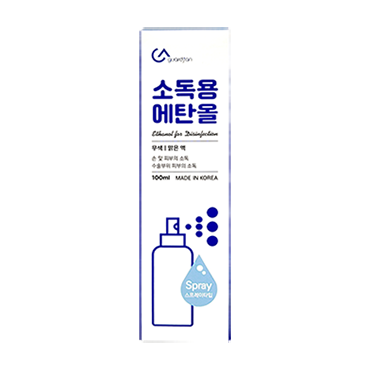 guardian
소독용
에탄올
Ethanol for Disinfection
무색 | 맑은 액
손 및 피부의 소독
수술부위 피부의 소독
100ml MADE IN KOREA
Spray
스프레이타입